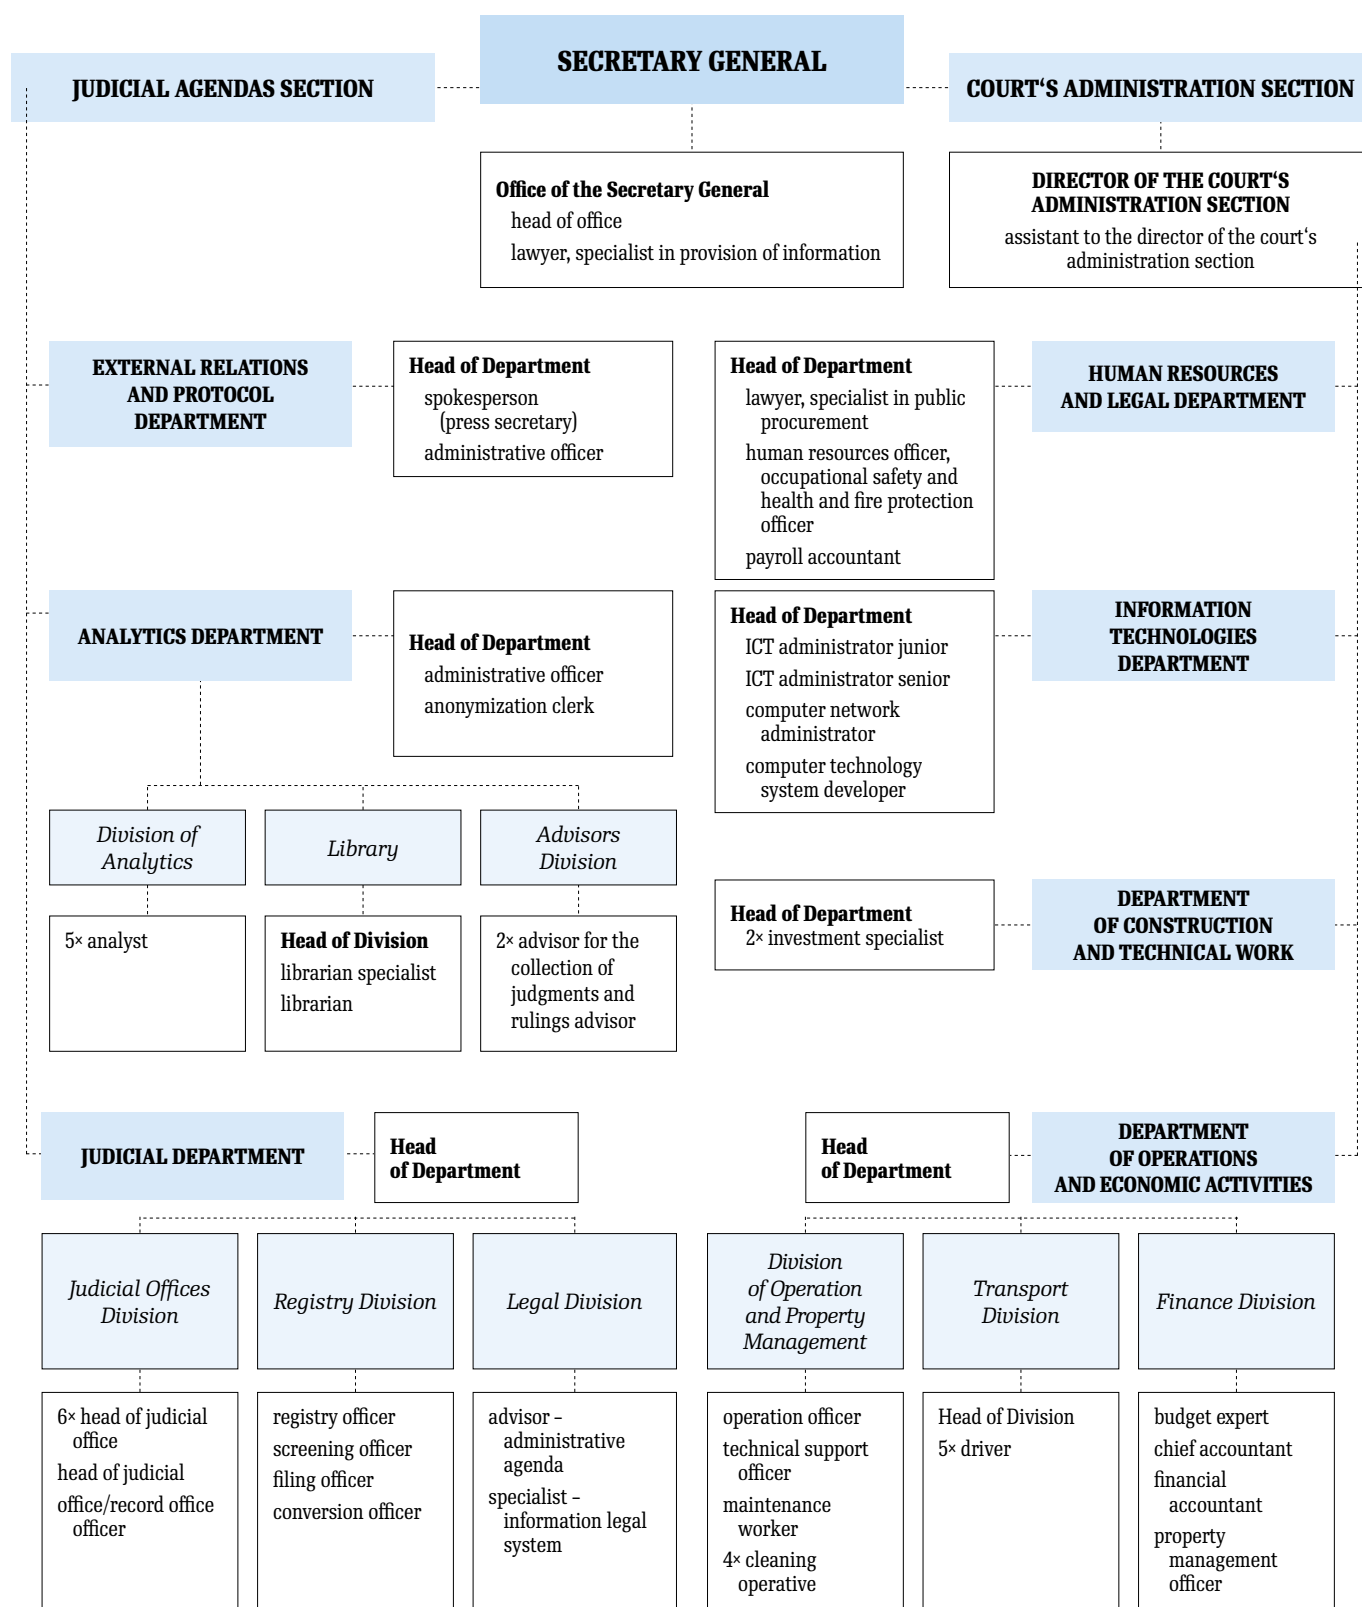 SECRETARY GENERAL
JUDICIAL AGENDAS SECTION
COURT‘S ADMINISTRATION SECTION
Office of the Secretary General
head of office
lawyer, specialist in provision of information
DIRECTOR OF THE COURT‘S
ADMINISTRATION SECTION
assistant to the director of the court‘s
administration section
EXTERNAL RELATIONS
AND PROTOCOL
DEPARTMENT
Head of Department
spokesperson
(press secretary)
administrative officer
Head of Department
lawyer, specialist in public
procurement
human resources officer,
occupational safety and
health and fire protection
officer
payroll accountant
HUMAN RESOURCES
AND LEGAL DEPARTMENT
ANALYTICS DEPARTMENT
Head of Department
administrative officer
anonymization clerk
Head of Department
ICT administrator junior
ICT administrator senior
computer network
administrator
computer technology
system developer
INFORMATION
TECHNOLOGIES
DEPARTMENT
Division of
Analytics
Library
Advisors
Division
5× analyst
Head of Division
librarian specialist
librarian
2× advisor for the
collection of
judgments and
rulings advisor
Head of Department
2× investment specialist
DEPARTMENT
OF CONSTRUCTION
AND TECHNICAL WORK
JUDICIAL DEPARTMENT
Head
of Department
Head
of Department
DEPARTMENT
OF OPERATIONS
AND ECONOMIC ACTIVITIES
Judicial Offices
Division
Registry Division
Legal Division
Division
of Operation
and Property
Management
Transport
Division
Finance Division
6× head of judicial
office
head of judicial
office/record office
officer
registry officer
screening officer
filing officer
conversion officer
advisor –
administrative
agenda
specialist –
information legal
system
operation officer
technical support
officer
maintenance
worker
4× cleaning
operative
Head of Division
5× driver
budget expert
chief accountant
financial
accountant
property
management
officer